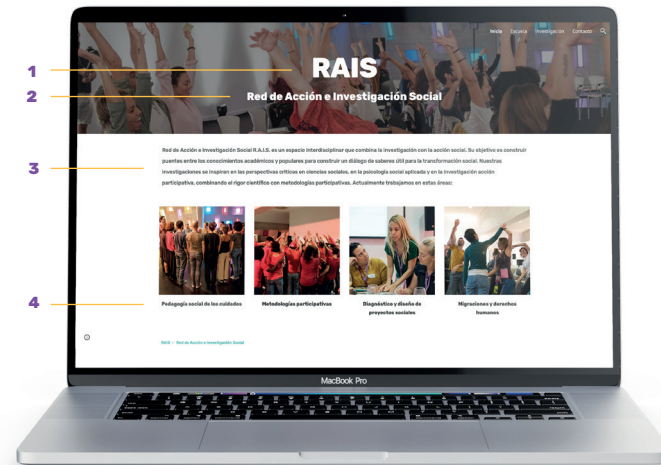 Inicio Escuela Investigación Contacto
1
RAIS
2
Red de Acción e Investigación Social
3
Red de Acción e Investigación Social R.A.I.S. es un espacio interdisciplinar que combina la investigación con la acción social. Su objetivo es construir
puentes entre los conocimientos académicos y populares para construir un diálogo de saberes útil para la transformación social. Nuestras
investigaciones se inspiran en las perspectivas críticas en ciencias sociales, en la psicología social aplicada y en la investigación acción
participativa, combinando el rigor científico con metodologías participativas. Actualmente trabajamos en estas áreas:
4
Pedagogía social de los cuidados
Metodologías participativas
Diagnóstico y diseño de
proyectos sociales
Migraciones y derechos
humanos
RAIS - Red de Acción e Investigación Social
MacBook Pro